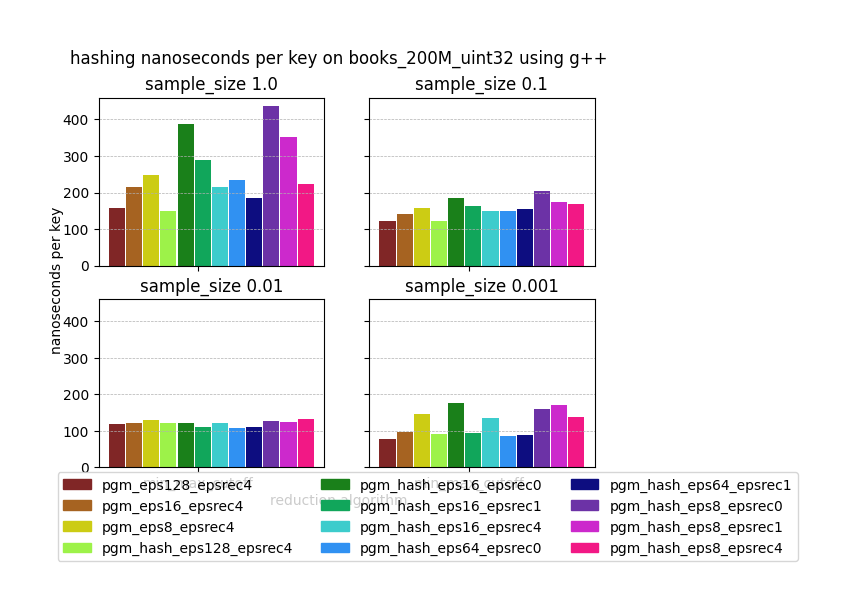 hashing nanoseconds per key on books_200M_uint32 using g++
sample_size 1.0
sample_size 0.1
400
300
200
100
0
nanoseconds per key
sample_size 0.01
sample_size 0.001
400
300
200
100
0
min_max_cutoff
min_max_cutoff
reduction algorithm
pgm_eps128_epsrec4
pgm_eps16_epsrec4
pgm_eps8_epsrec4
pgm_hash_eps128_epsrec4
pgm_hash_eps16_epsrec0
pgm_hash_eps16_epsrec1
pgm_hash_eps16_epsrec4
pgm_hash_eps64_epsrec0
pgm_hash_eps64_epsrec1
pgm_hash_eps8_epsrec0
pgm_hash_eps8_epsrec1
pgm_hash_eps8_epsrec4